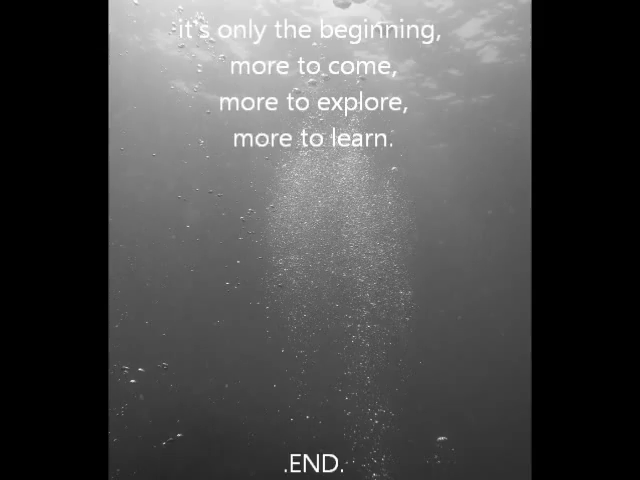 it's only the beginning,
more to come,
more to explore,
more to learn.
.END.